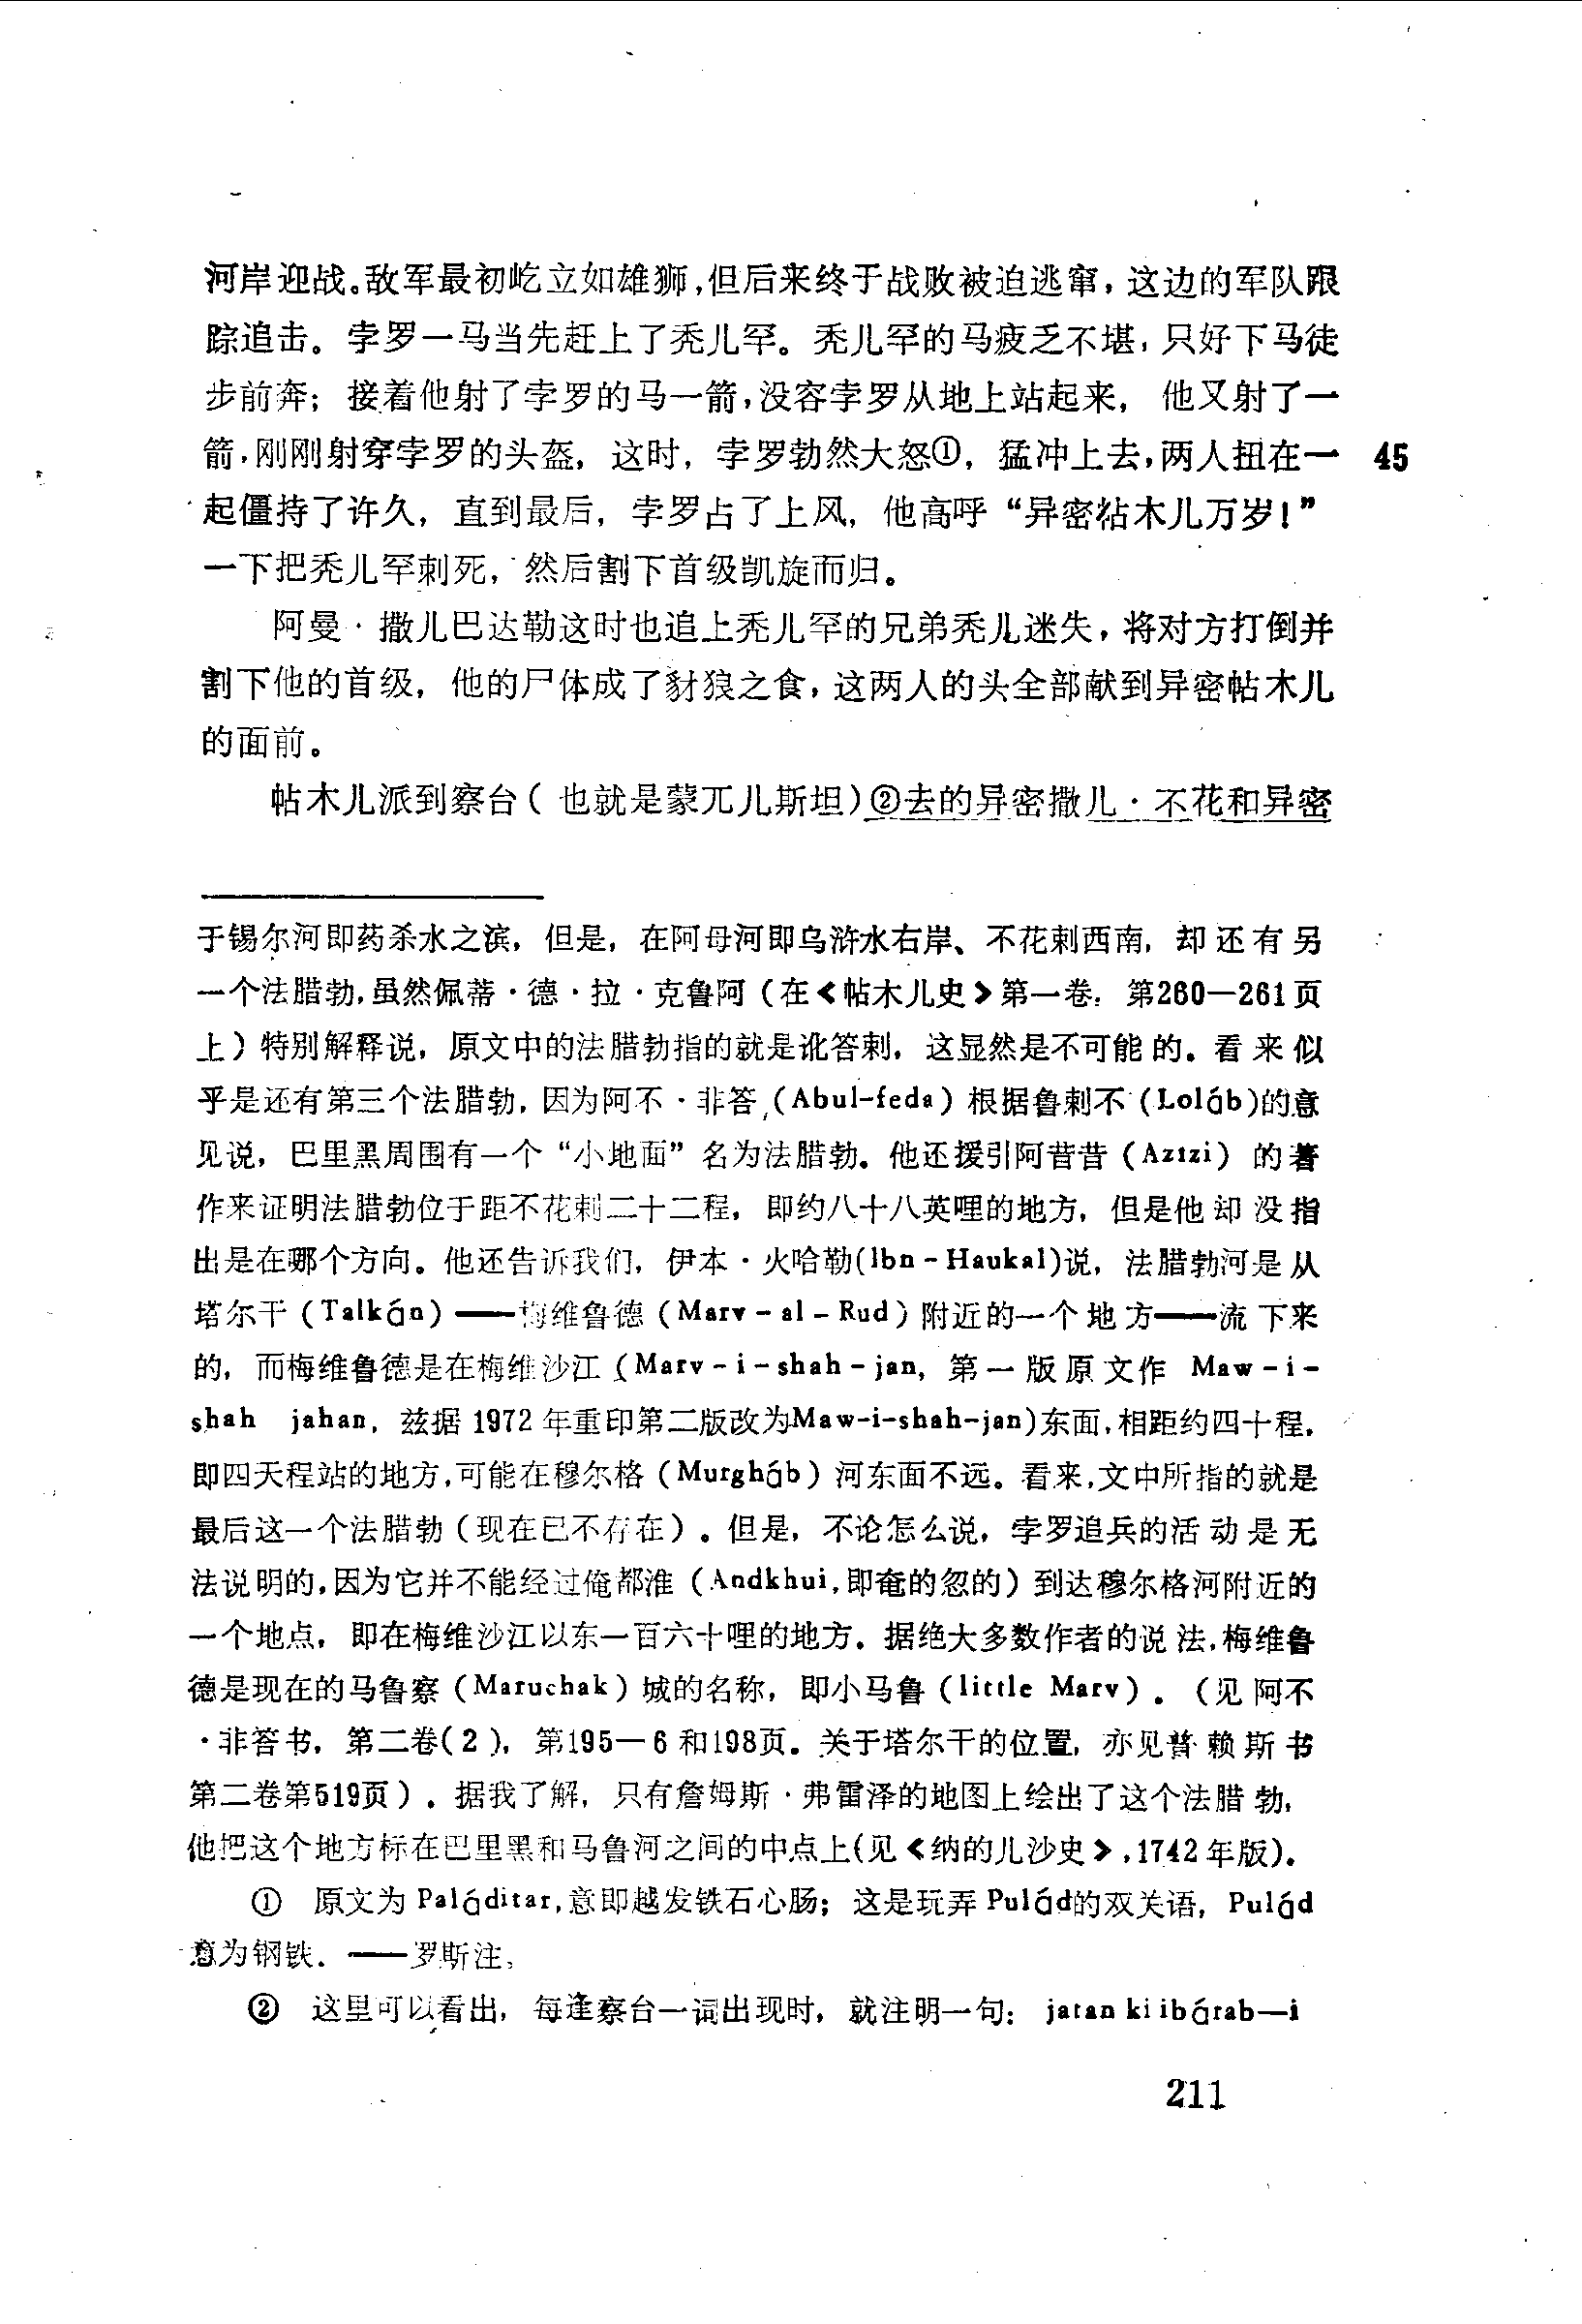 河岸迎战。敌军最初屹立如雄狮,但后来终于战败被迫逃窜，这边的军队跟
踪追击。孛罗一马当先赶上了秃儿罕。秃儿罕的马疲乏不堪，只好下马徒
步前奔；接着他射了孛罗的马一箭，没容孛罗从地上站起来， 他又射了一
箭，刚刚射穿孛罗的头盔，这时，孛罗勃然大怒①，猛冲上去，两人扭在一 45
起僵持了许久，直到最后，孛罗占了上风，他高呼“异密帖木儿万岁！”
一下把秃儿罕刺死，然后割下首级凯旋而归。
阿曼·撒儿巴达勒这时也追上秃儿罕的兄弟秃儿迷失，将对方打倒并
割下他的首级，他的尸体成了豺狼之食，这两人的头全部献到异密帖木儿
的面前。
帖木儿派到察台（也就是蒙兀儿斯坦）②去的异密撒儿·不花和异密
于锡尔河即药杀水之滨，但是，在阿母河即乌浒水右岸、不花剌西南，却还有另
一个法腊勃，虽然佩蒂·德·拉·克鲁阿（在《帖木儿史》第一卷，第260—261页
上）特别解释说，原文中的法腊勃指的就是讹答剌，这显然是不可能的。看来似
乎是还有第三个法腊勃，因为阿不·非答（Abul-feda）根据鲁剌不（Loláb)的意
见说，巴里黑周围有一个“小地面”名为法腊勃。他还援引阿昔昔（Azizi）的著
作来证明法腊勃位于距不花剌二十二程，即约八十八英哩的地方，但是他却没指
出是在哪个方向。他还告诉我们，伊本·火哈勒(Ibn-Haukal)说，法腊勃河是从
塔尔干（Talkán）——梅维鲁德（Marv-al-Rud）附近的一个地方——流下来
的，而梅维鲁德是在梅维沙江（Marv-i-shah-jan，第一版原文作 Maw-i-
shah jahan，兹据1972年重印第二版改为Maw-i-shah-jan)东面，相距约四十程，
即四天程站的地方，可能在穆尔格（Murgháb）河东面不远。看来，文中所指的就是
最后这一个法腊勃（现在已不存在）。但是，不论怎么说，孛罗追兵的活动是无
法说明的，因为它并不能经过俺都淮（Andkhui，即奄的忽的）到达穆尔格河附近的
一个地点，即在梅维沙江以东一百六十哩的地方。据绝大多数作者的说法，梅维鲁
德是现在的马鲁察（Maruchak）城的名称，即小马鲁（little Marv）。（见阿不
·非答书，第二卷(2)，第195—6和198页。关于塔尔干的位置，亦见普赖斯书
第二卷第519页）。据我了解，只有詹姆斯·弗雷泽的地图上绘出了这个法腊勃，
他把这个地方标在巴里黑和马鲁河之间的中点上(见《纳的儿沙史》，1742年版)。
① 原文为 Paláditar，意即越发铁石心肠；这是玩弄 Pulád的双关语，Pulád
意为钢铁。——罗斯注。
② 这里可以看出，每逢察台一词出现时，就注明一句：jatan ki ibárab—i
211